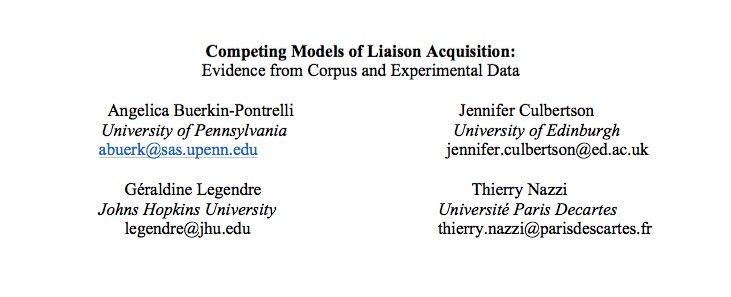 Competing Models of Liaison Acquisition:
Evidence from Corpus and Experimental Data
Angelica Buerkin-Pontrelli
University of Pennsylvania
abuerk@sas.upenn.edu
Jennifer Culbertson
University of Edinburgh
jennifer.culbertson@ed.ac.uk
Géraldine Legendre
Johns Hopkins University
legendre@jhu.edu
Thierry Nazzi
Université Paris Decartes
thierry.nazzi@parisdescartes.fr